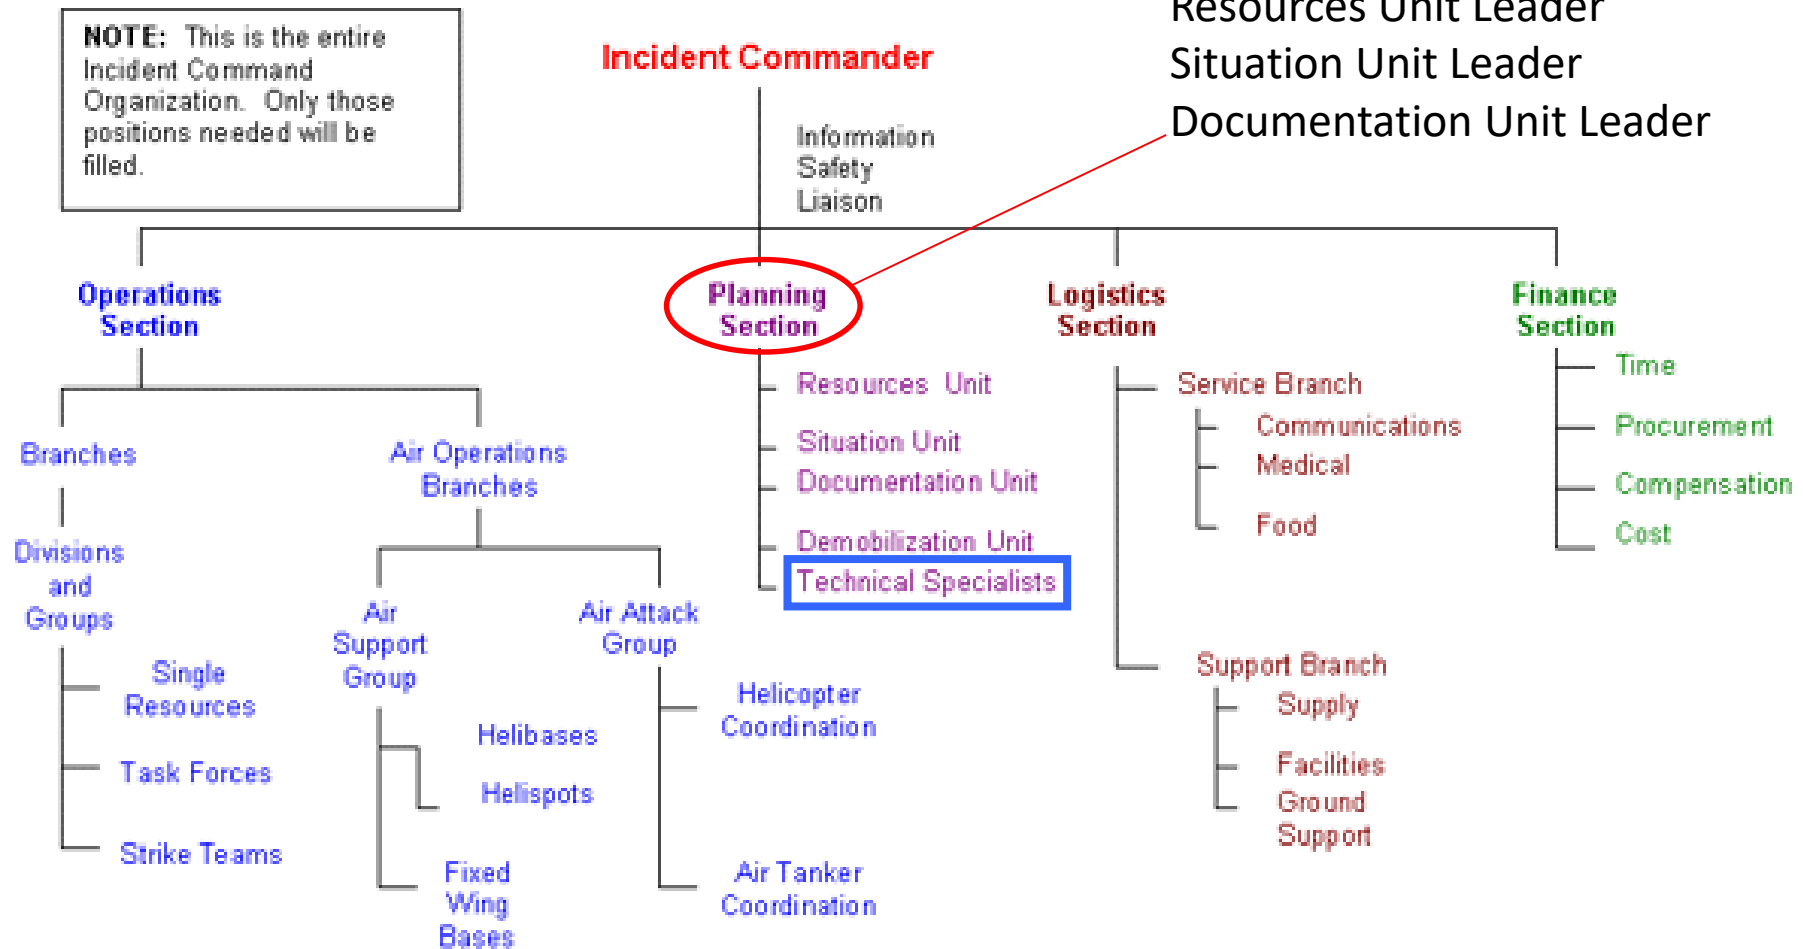 Resources Unit Leader
Situation Unit Leader
Documentation Unit Leader
NOTE: This is the entire
Incident Command
Organization. Only those
positions needed will be
filled.
Incident Commander
Information
Safety
Liaison
Operations
Section
Planning
Section
Logistics
Section
Finance
Section
Branches
Air Operations
Branches
Divisions
and
Groups
Single
Resources
Task Forces
Strike Teams
Air
Support
Group
Helibases
Helispots
Fixed
Wing
Bases
Air Attack
Group
Helicopter
Coordination
Air Tanker
Coordination
Resources Unit
Situation Unit
Documentation Unit
Demobilization Unit
Technical Specialists
Service Branch
Communications
Medical
Food
Support Branch
Supply
Facilities
Ground
Support
Time
Procurement
Compensation
Cost